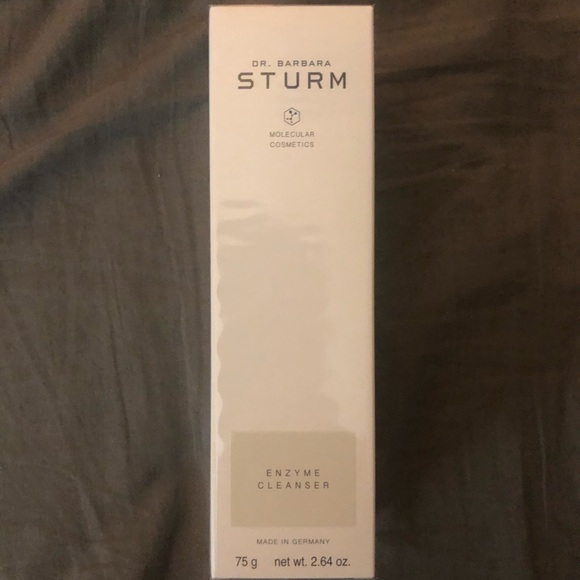 DR. BARBARA
STURM
MOLECULAR
COSMETICS
ENZYME
CLEANSER
MADE IN GERMANY
75 g net wt. 2.64 oz.